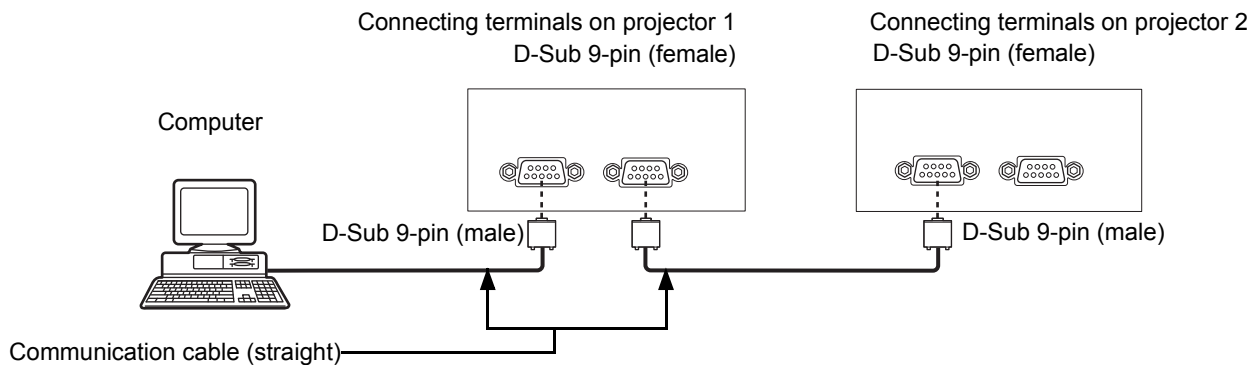 Connecting terminals on projector 1
D-Sub 9-pin (female)
Connecting terminals on projector 2
D-Sub 9-pin (female)
Computer
D-Sub 9-pin (male)
D-Sub 9-pin (male)
Communication cable (straight)